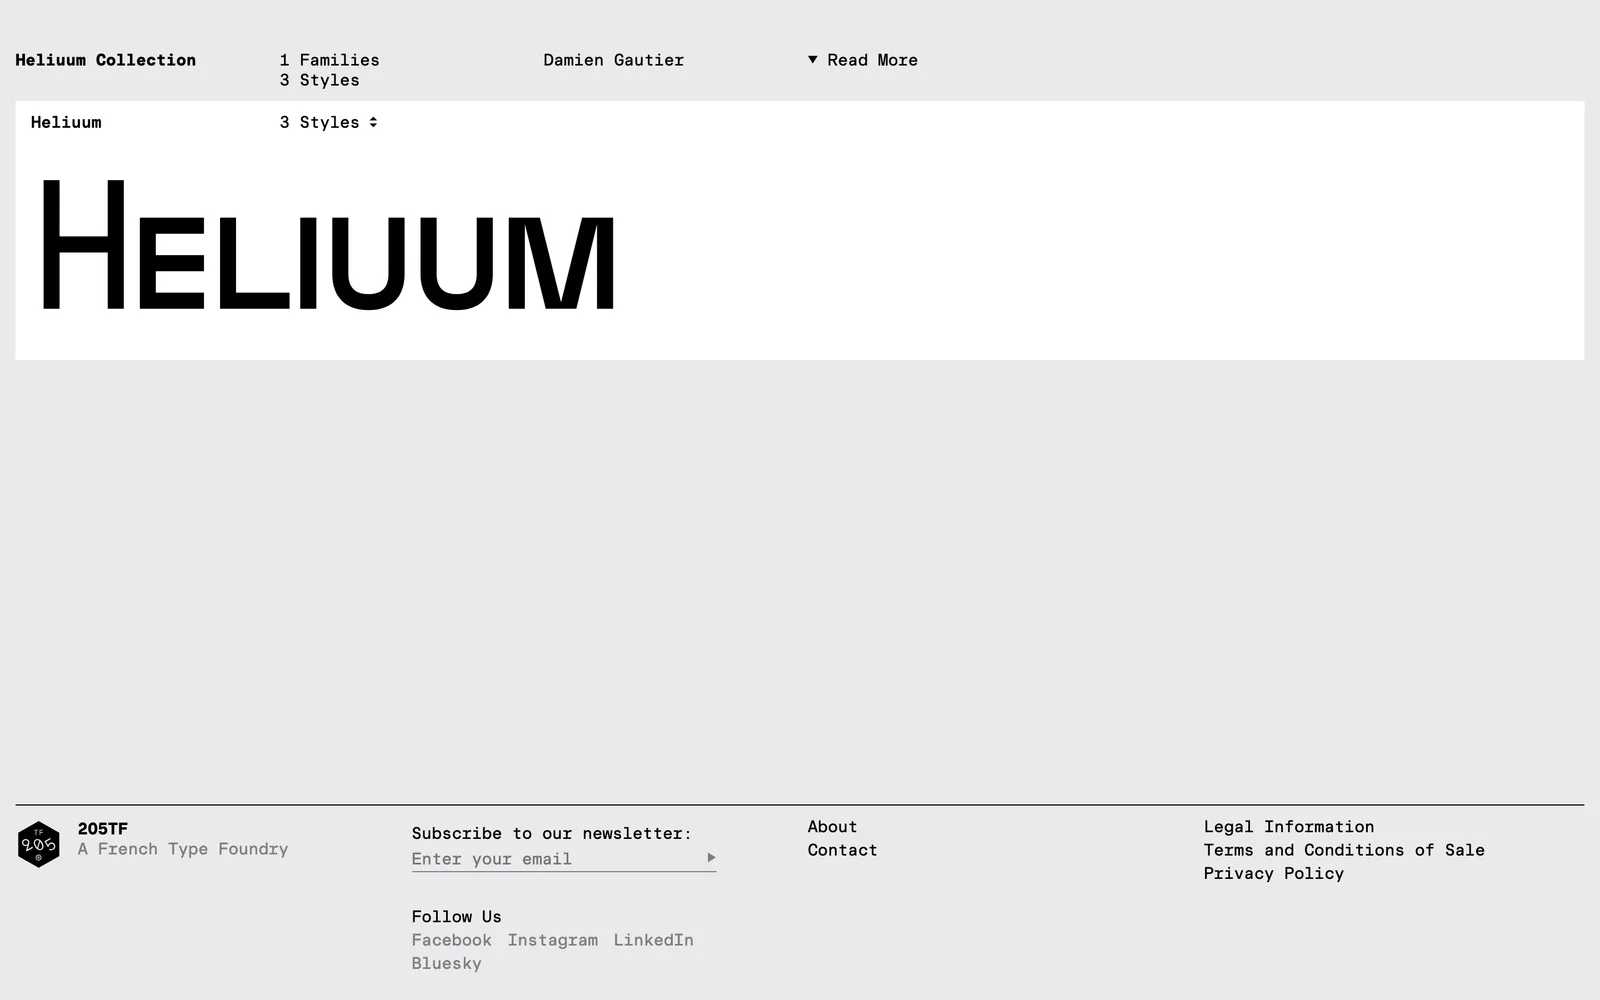 Heliuum Collection
1 Families
3 Styles
Damien Gautier
▼ Read More
Heliuum
3 Styles
Heliuum
TF
205
205TF
A French Type Foundry
Subscribe to our newsletter:
Enter your email
Follow Us
Facebook Instagram LinkedIn
Bluesky
About
Contact
Legal Information
Terms and Conditions of Sale
Privacy Policy